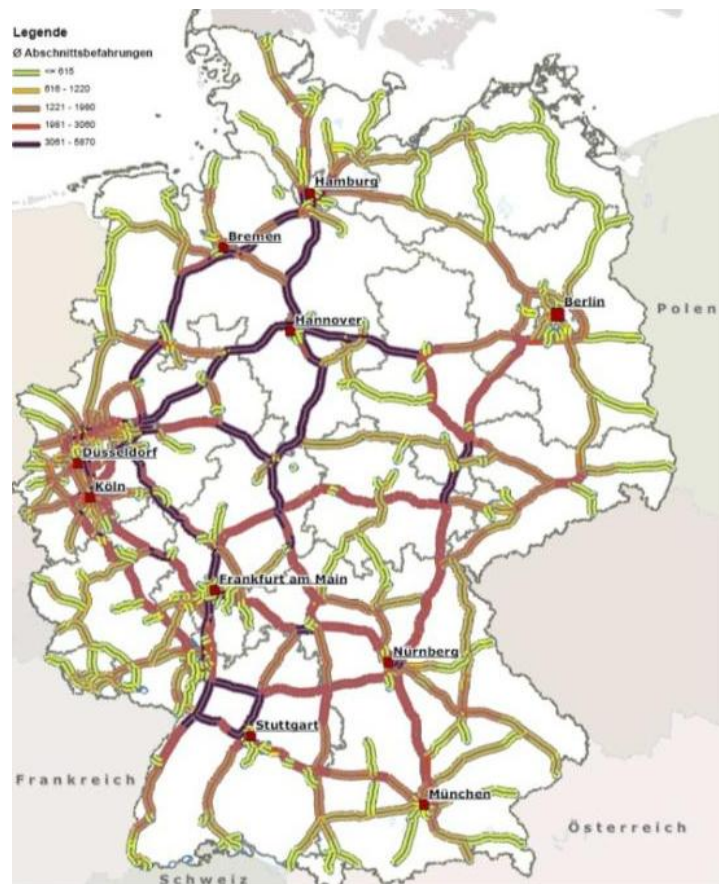 Legende
Ø Abschnittsbefahrungen
<= 615
616 - 1220
1221 - 1980
1981 - 3060
3061 - 6870
Hamburg
Bremen
Berlin
Polen
Hannover
Düsseldorf
Köln
Frankfurt am Main
Nürnberg
Stuttgart
Frankreich
München
Österreich
Schweiz